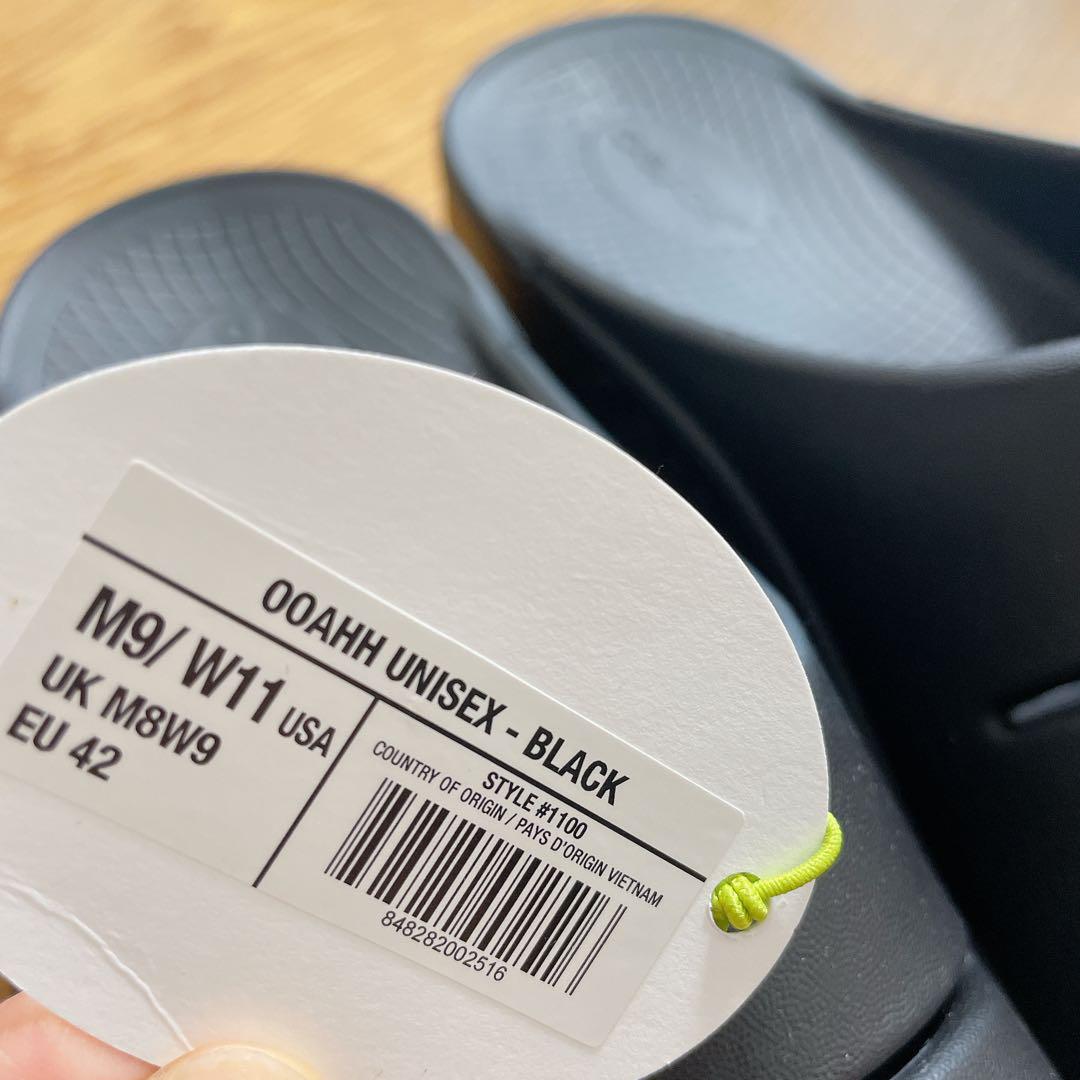 OOAHH UNISEX - BLACK
M9/ W11 USA
UK M8W9
EU 42
STYLE #1100
COUNTRY OF ORIGIN / PAYS D'ORIGIN VIETNAM
848282002516